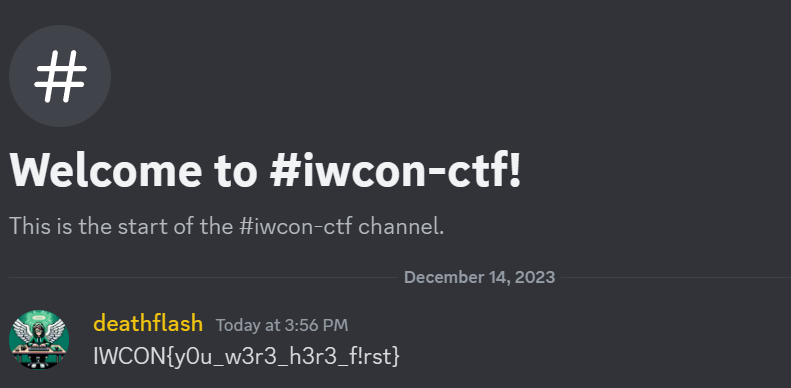 #
Welcome to #iwcon-ctf!
This is the start of the #iwcon-ctf channel.
December 14, 2023
deathflash Today at 3:56 PM
IWCON{y0u_w3r3_h3r3_f!rst}